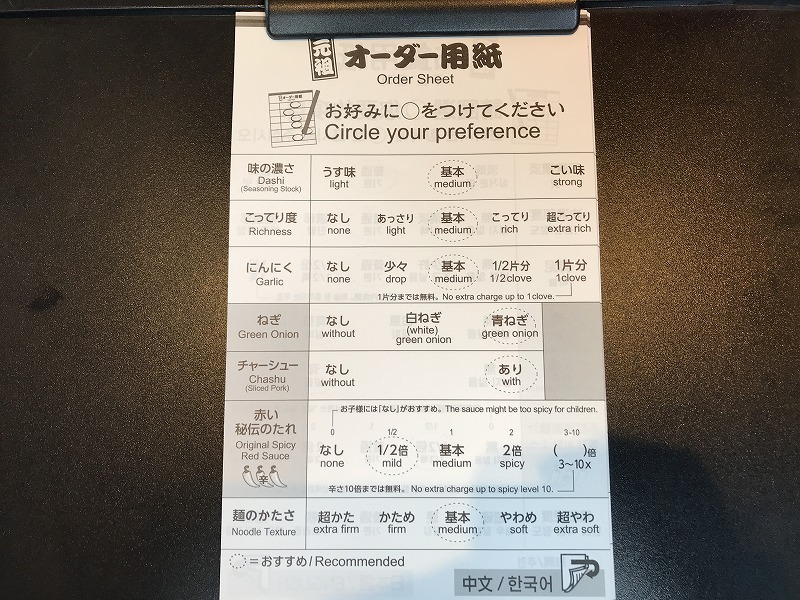 元祖 オーダー用紙
Order Sheet
お好みに○をつけてください
Circle your preference
味の濃さ うす味 基本 こい味
Dashi light medium strong
(Seasoning Stock)
こってり度 なし あっさり 基本 こってり 超こってり
Richness none light medium rich extra rich
にんにく なし 少々 基本 1/2片分 1片分
Garlic none drop medium 1/2clove 1clove
1片分までは無料。No extra charge up to 1clove.
ねぎ なし 白ねぎ 青ねぎ
Green Onion without (white) green onion green onion
チャーシュー なし あり
Chashu without with
(Sliced Pork)
お子様には「なし」がおすすめ。The sauce might be too spicy for children.
赤い
秘伝のたれ
Original Spicy
Red Sauce
辛
0 1/2 1 2 3-10
なし 1/2倍 基本 2倍 ( )倍
none mild medium spicy 3~10x
辛さ10倍までは無料。No extra charge up to spicy level 10.
麺のかたさ 超かた かため 基本 やわめ 超やわ
Noodle Texture extra firm firm medium soft extra soft
=おすすめ/Recommended
中文/한국어